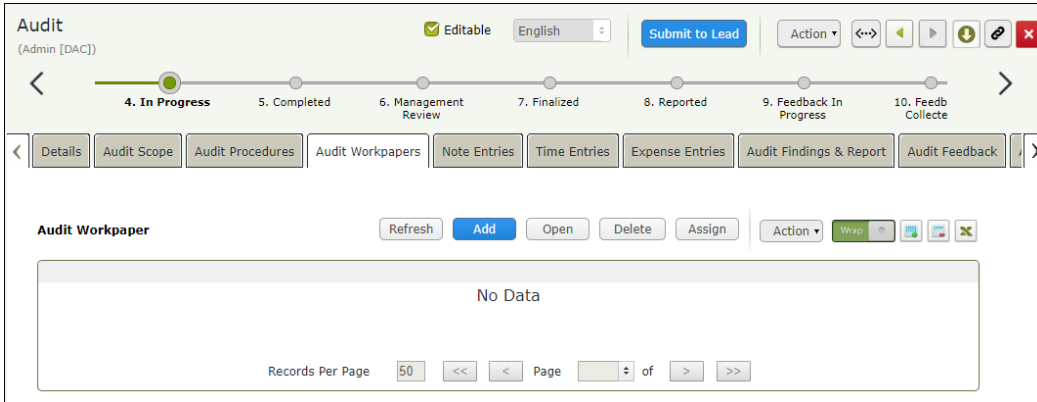 Audit
(Admin [DAC])
Editable
English
Submit to Lead
Action
4. In Progress
5. Completed
6. Management
Review
7. Finalized
8. Reported
9. Feedback In
Progress
10. Feedb
Collecte
Details
Audit Scope
Audit Procedures
Audit Workpapers
Note Entries
Time Entries
Expense Entries
Audit Findings & Report
Audit Feedback
Audit Workpaper
Refresh
Add
Open
Delete
Assign
Action
Wrap
No Data
Records Per Page 50 << < Page of > >>